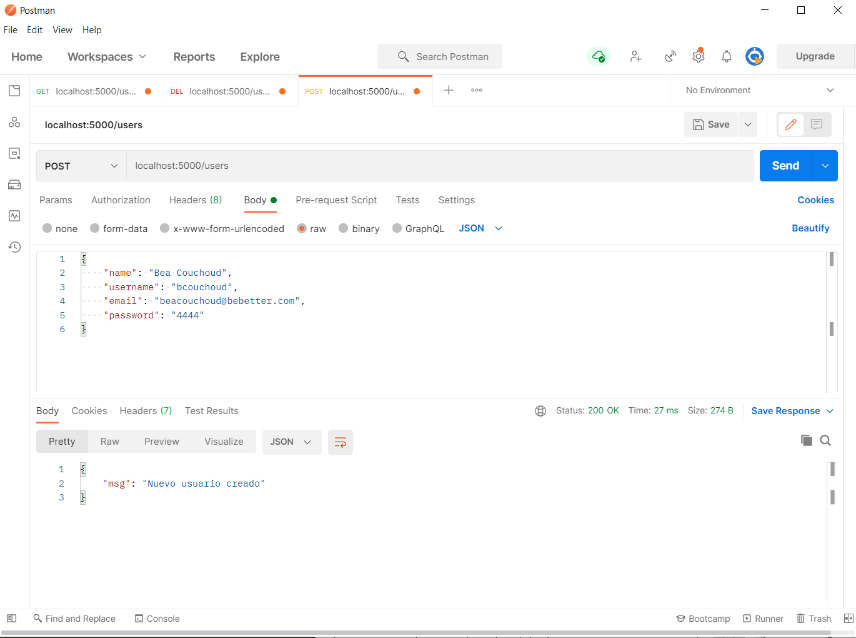 Postman
File Edit View Help
Home Workspaces Reports Explore Search Postman Upgrade
GET localhost:5000/us... DEL localhost:5000/us... POST localhost:5000/u... No Environment
localhost:5000/users Save
POST localhost:5000/users Send
Params Authorization Headers (8) Body Pre-request Script Tests Settings Cookies
none form-data x-www-form-urlencoded raw binary GraphQL JSON Beautify
1 {
2 "name": "Bea Couchoud",
3 "username": "bcouchoud",
4 "email": "beacouchoud@bebetter.com",
5 "password": "4444"
6 }
Body Cookies Headers (7) Test Results Status: 200 OK Time: 27 ms Size: 274 B Save Response
Pretty Raw Preview Visualize JSON
1 {
2 "msg": "Nuevo usuario creado"
3 }
Find and Replace Console Bootcamp Runner Trash